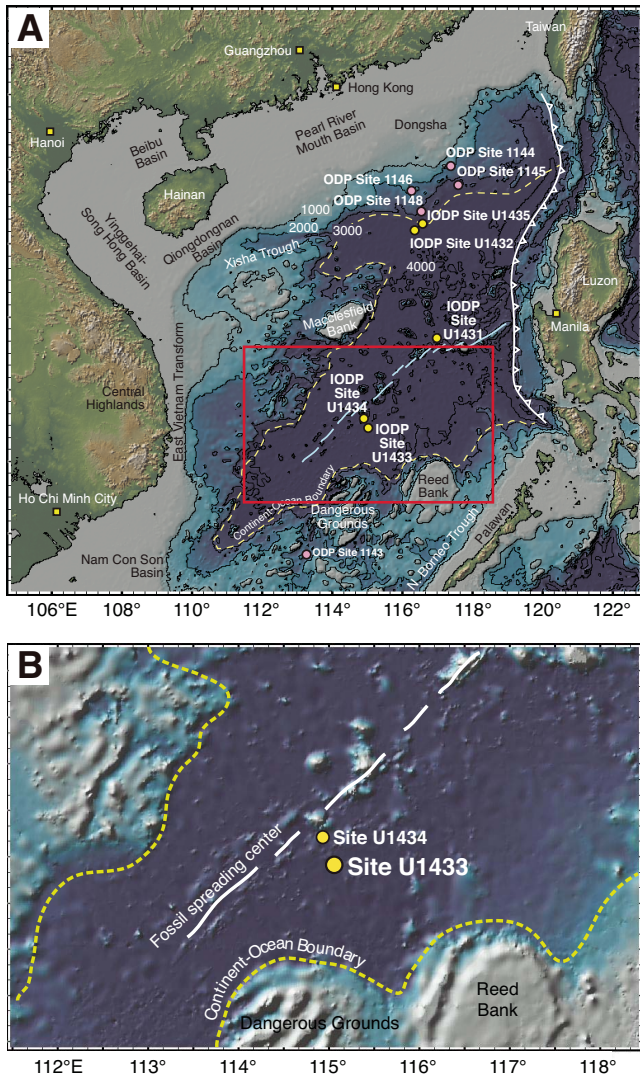 A
Taiwan
Guangzhou
Hong Kong
Pearl River
Mouth Basin
Dongsha
Hanoi
Beibu
Basin
Hainan
ODP Site 1144
ODP Site 1145
ODP Site 1146
ODP Site 1148
IODP Site U1435
IODP Site U1432
Yinggehai-
Song Hong Basin
Qiongdongnan
Basin
Xisha Trough
1000
2000
3000
4000
Luzon
Macclesfield
Bank
IODP
Site
U1431
Manila
East Vietnam Transform
Central
Highlands
IODP
Site
U1434
IODP
Site
U1433
Reed
Bank
Continent-Ocean Boundary
Dangerous
Grounds
Ho Chi Minh City
Nam Con Son
Basin
ODP Site 1143
N. Borneo Trough
Palawan
106°E 108° 110° 112° 114° 116° 118° 120° 122°
B
Site U1434
Site U1433
Fossil spreading center
Continent-Ocean Boundary
Dangerous Grounds
Reed
Bank
112°E 113° 114° 115° 116° 117° 118°